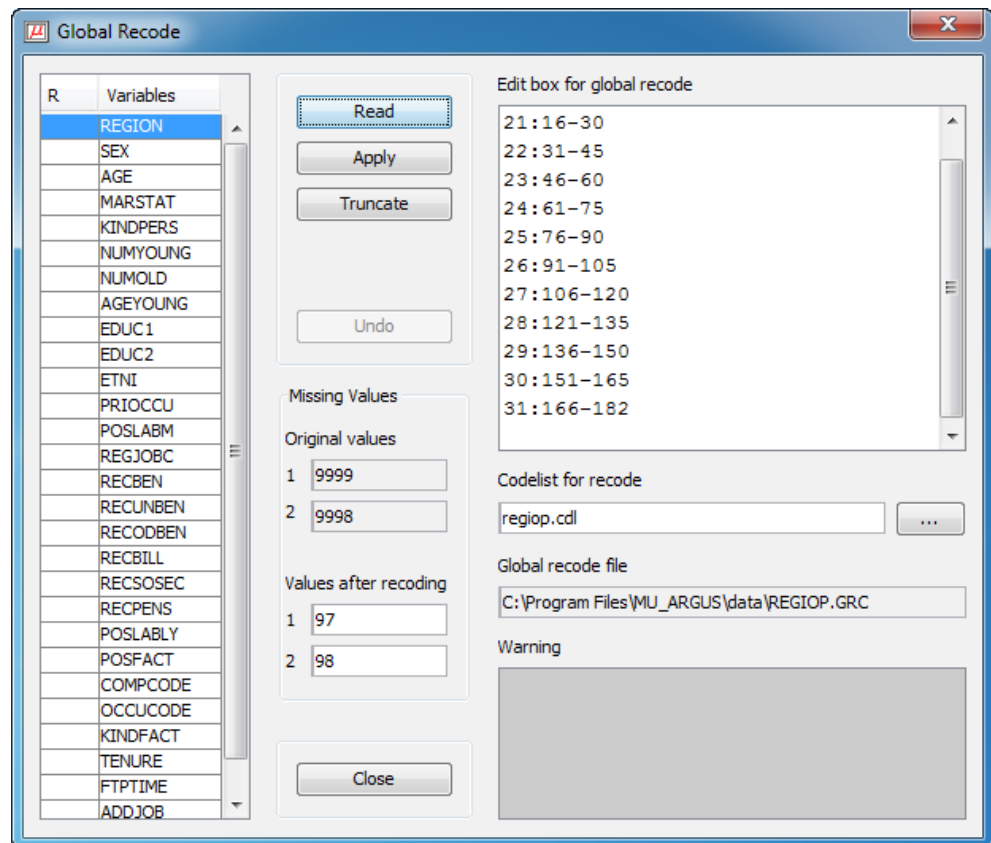 μ Global Recode
R Variables
REGION
SEX
AGE
MARSTAT
KINDPERS
NUMYOUNG
NUMOLD
AGEYOUNG
EDUC1
EDUC2
ETNI
PRIOCCU
POSLABM
REGJOBC
RECBEN
RECUNBEN
RECODBEN
RECBILL
RECSOSEC
RECPENS
POSLABLY
POSFACT
COMPCODE
OCCUCODE
KINDFACT
TENURE
FTPTIME
ADDJOB
Read
Apply
Truncate
Undo
Missing Values
Original values
1 9999
2 9998
Values after recoding
1 97
2 98
Close
Edit box for global recode
21:16-30
22:31-45
23:46-60
24:61-75
25:76-90
26:91-105
27:106-120
28:121-135
29:136-150
30:151-165
31:166-182
Codelist for recode
regiop.cdl ...
Global recode file
C:\Program Files\MU_ARGUS\data\REGIOP.GRC
Warning